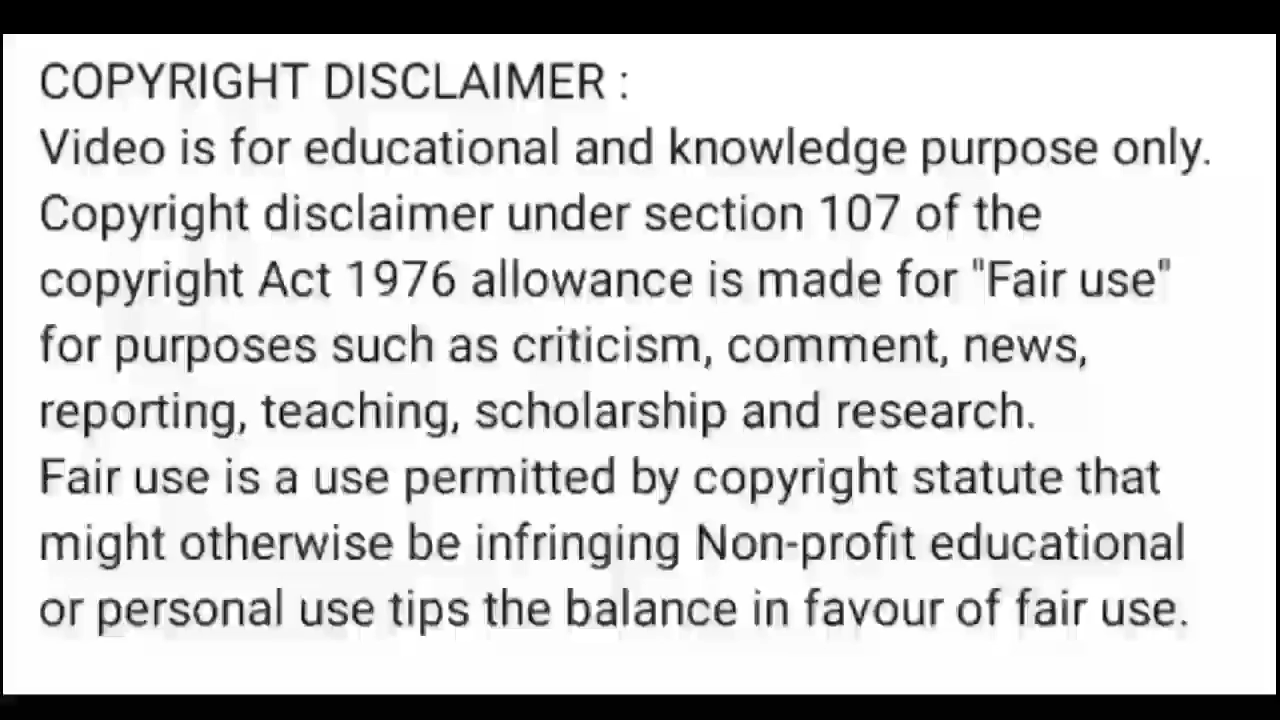 COPYRIGHT DISCLAIMER :
Video is for educational and knowledge purpose only.
Copyright disclaimer under section 107 of the
copyright Act 1976 allowance is made for "Fair use"
for purposes such as criticism, comment, news,
reporting, teaching, scholarship and research.
Fair use is a use permitted by copyright statute that
might otherwise be infringing Non-profit educational
or personal use tips the balance in favour of fair use.